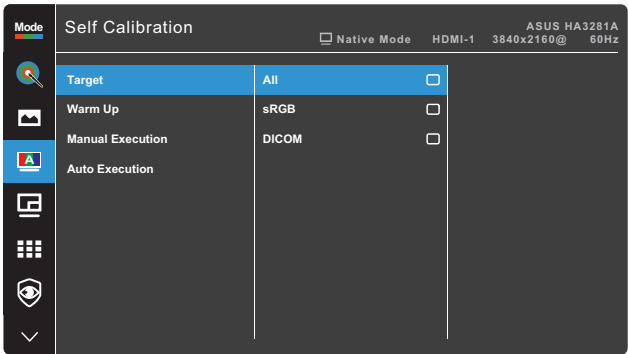 Mode
Self Calibration
ASUS HA3281A
Native Mode HDMI-1 3840x2160@ 60Hz
Target All
Warm Up sRGB
Manual Execution DICOM
Auto Execution
A